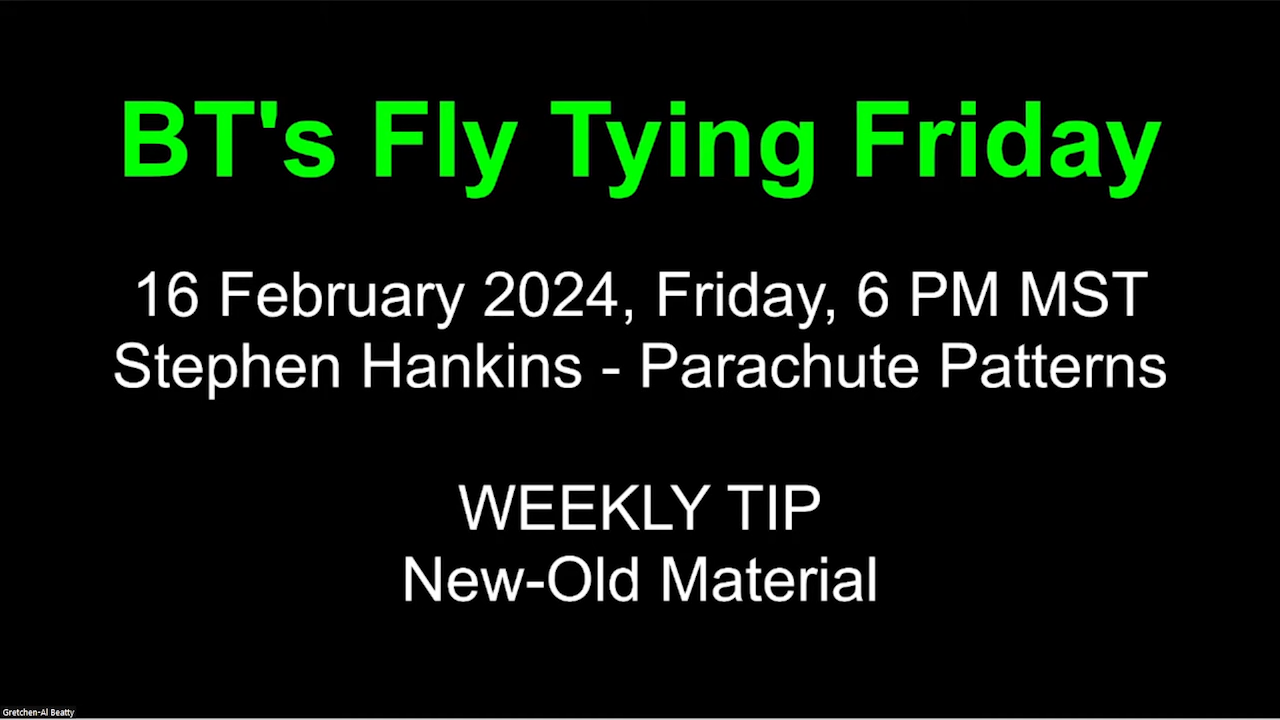 BT's Fly Tying Friday
16 February 2024, Friday, 6 PM MST
Stephen Hankins - Parachute Patterns
WEEKLY TIP
New-Old Material
Gretchen-Al Beatty